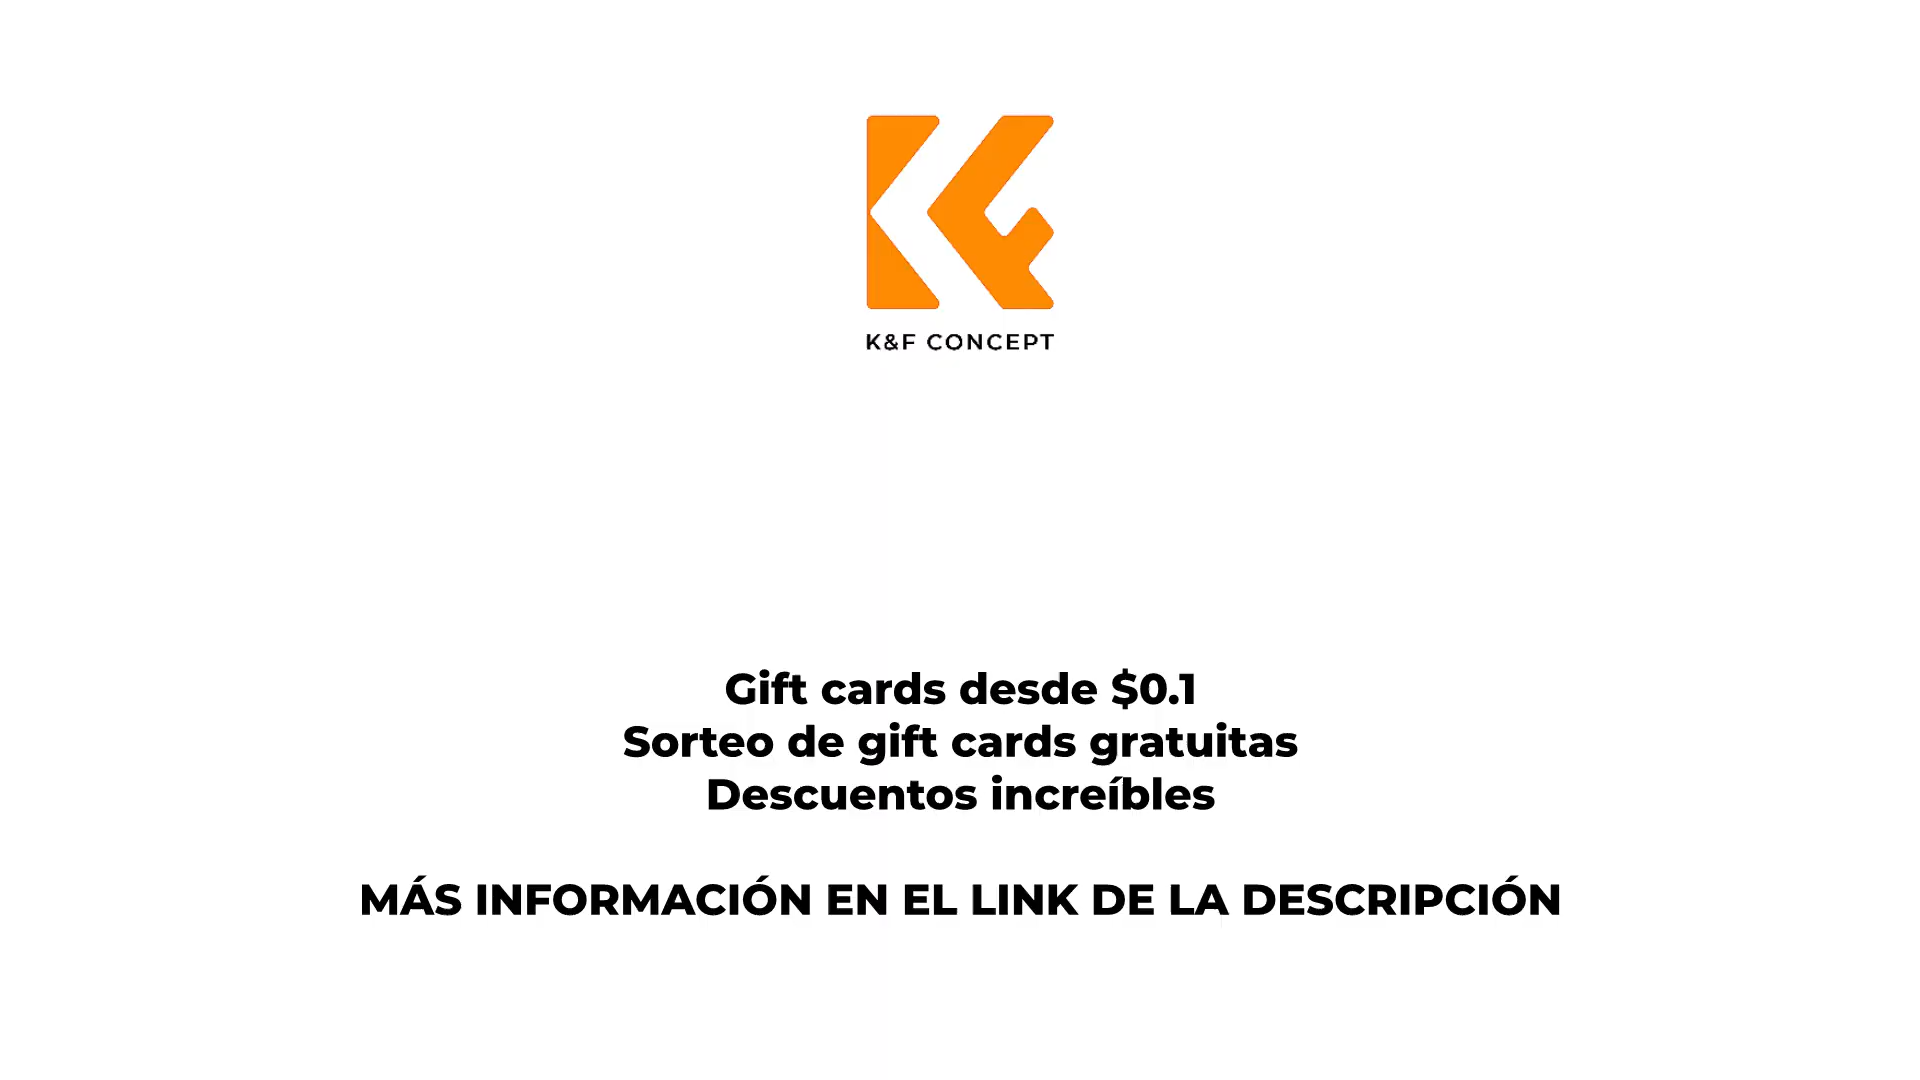 K&F CONCEPT
Gift cards desde $0.1
Sorteo de gift cards gratuitas
Descuentos increíbles
MÁS INFORMACIÓN EN EL LINK DE LA DESCRIPCIÓN